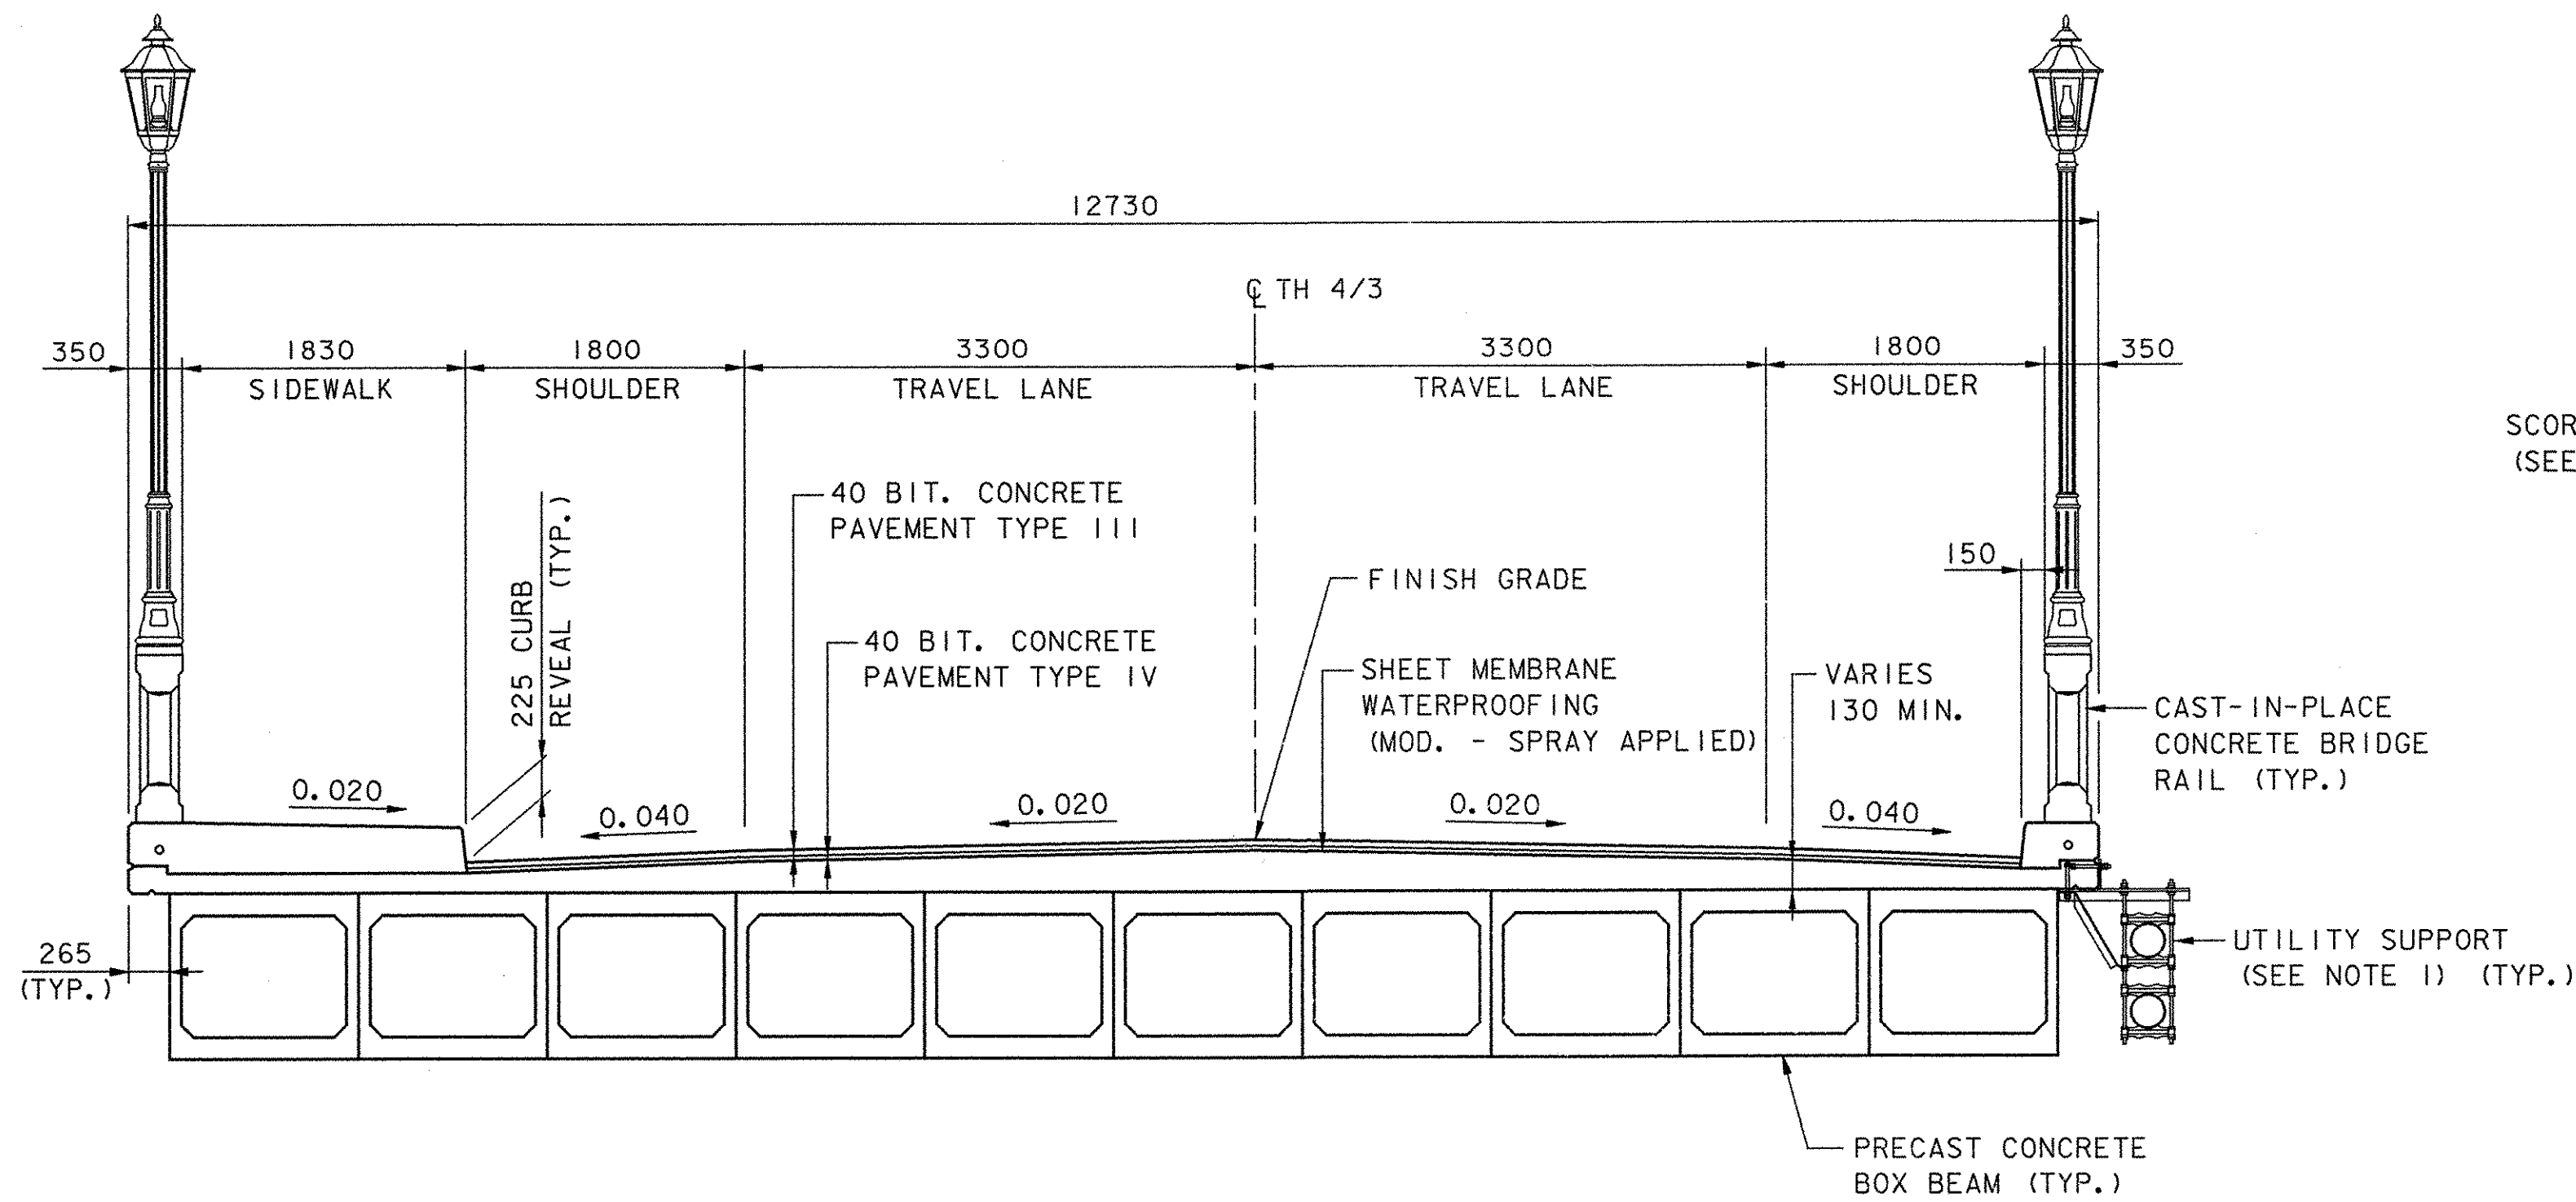 12730
℄ TH 4/3
350
1830
1800
3300
3300
1800
350
SIDEWALK
SHOULDER
TRAVEL LANE
TRAVEL LANE
SHOULDER
SCOR
(SEE
40 BIT. CONCRETE
PAVEMENT TYPE III
225 CURB
REVEAL (TYP.)
150
FINISH GRADE
40 BIT. CONCRETE
PAVEMENT TYPE IV
SHEET MEMBRANE
WATERPROOFING
(MOD. - SPRAY APPLIED)
VARIES
130 MIN.
CAST-IN-PLACE
CONCRETE BRIDGE
RAIL (TYP.)
0.020
0.040
0.020
0.020
0.040
265
(TYP.)
UTILITY SUPPORT
(SEE NOTE 1) (TYP.)
PRECAST CONCRETE
BOX BEAM (TYP.)